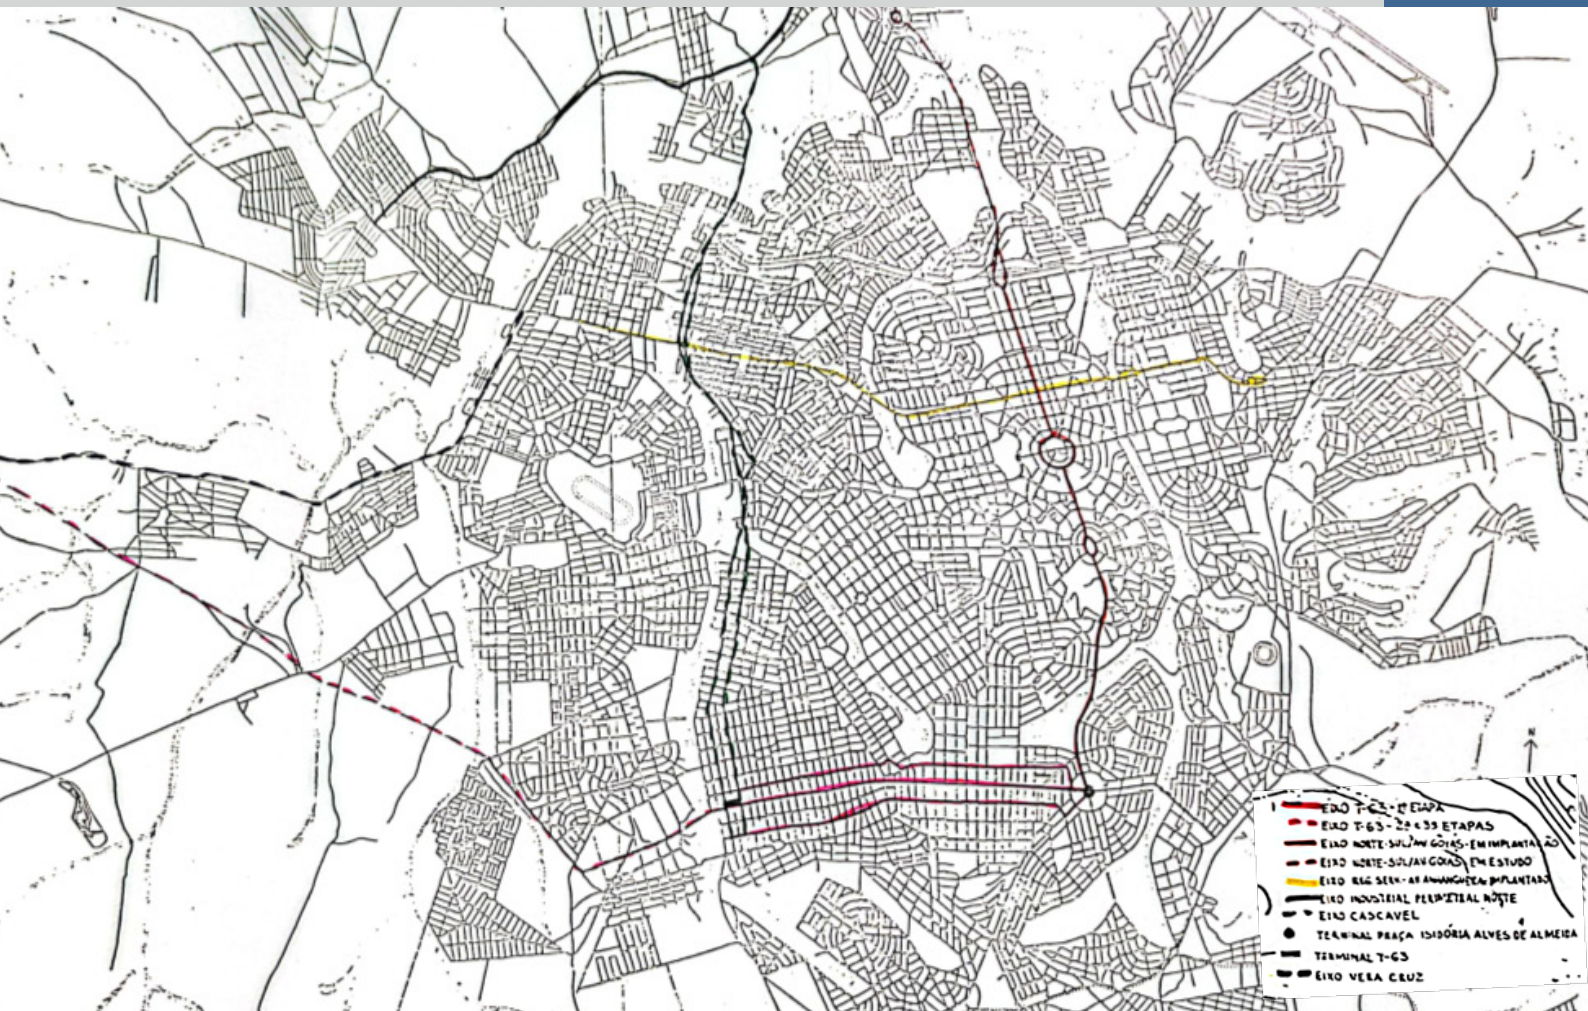 N
EIXO T-63-1ª ETAPA
EIXO T-63-2ª e 3ª ETAPAS
EIXO NORTE-SUL/AV GOIÁS-EM IMPLANTAÇÃO
EIXO NORTE-SUL/AV GOIÁS-EM ESTUDO
EIXO REG SERV.-AV ANHANGUERA IMPLANTADO
EIXO INDUSTRIAL PERIMETRAL NORTE
EIXO CASCAVEL
TERMINAL PRAÇA ISIDÓRIA ALVES DE ALMEIDA
TERMINAL T-63
EIXO VERA CRUZ